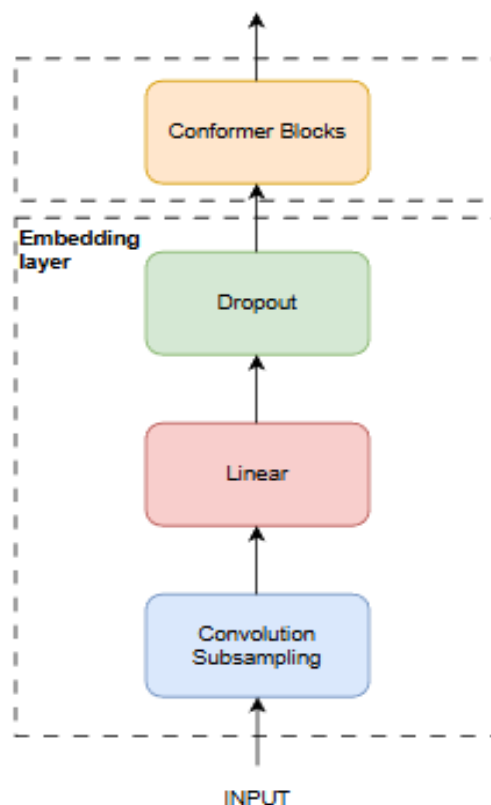 Conformer Blocks
Embedding
layer
Dropout
Linear
Convolution
Subsampling
INPUT